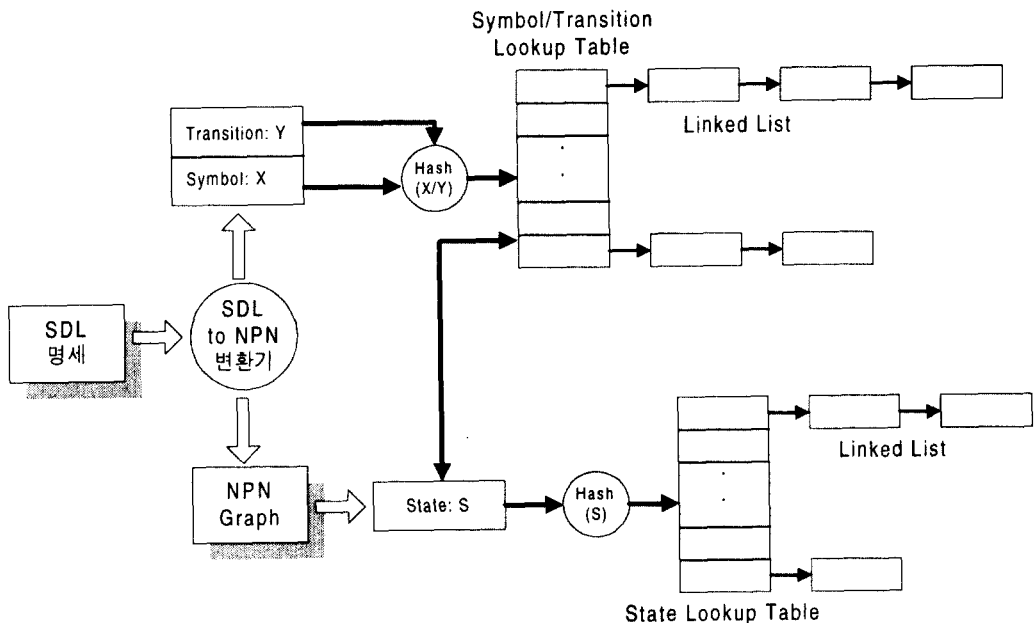 Symbol/Transition
Lookup Table
Transition: Y
Symbol: X
Hash
(X/Y)
Linked List
SDL
명세
SDL
to NPN
변환기
NPN
Graph
State: S
Hash
(S)
Linked List
State Lookup Table